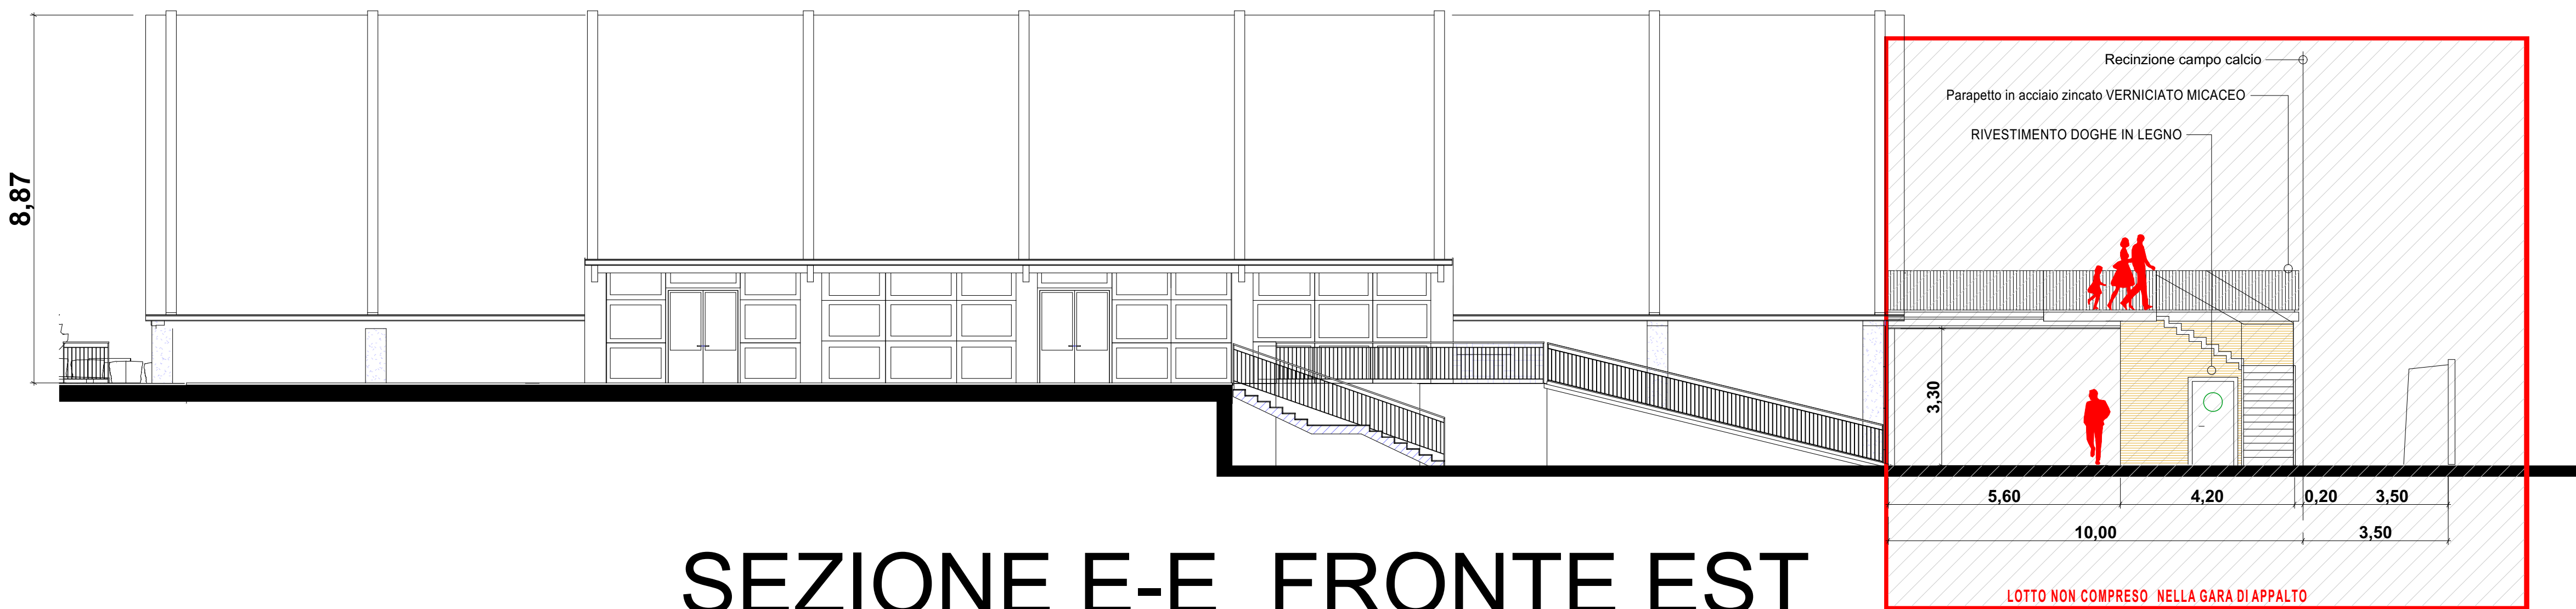 8,87
Recinzione campo calcio
Parapetto in acciaio zincato VERNICIATO MICACEO
RIVESTIMENTO DOGHE IN LEGNO
3,30
5,60 4,20 0,20 3,50
10,00 3,50
SEZIONE E-E FRONTE EST
LOTTO NON COMPRESO NELLA GARA DI APPALTO